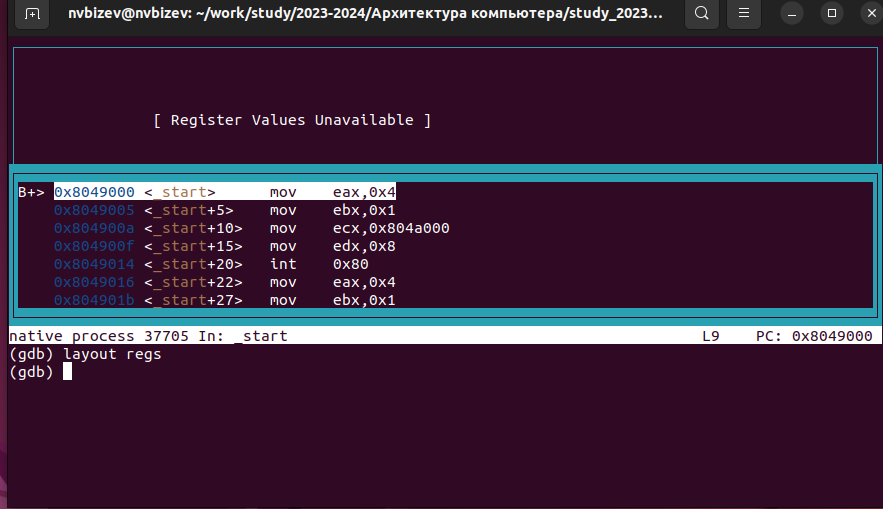 nvbizev@nvbizev: ~/work/study/2023-2024/Архитектура компьютера/study_2023...
[ Register Values Unavailable ]
B+> 0x8049000 <_start> mov eax,0x4
0x8049005 <_start+5> mov ebx,0x1
0x804900a <_start+10> mov ecx,0x804a000
0x804900f <_start+15> mov edx,0x8
0x8049014 <_start+20> int 0x80
0x8049016 <_start+22> mov eax,0x4
0x804901b <_start+27> mov ebx,0x1
native process 37705 In: _start L9 PC: 0x8049000
(gdb) layout regs
(gdb)